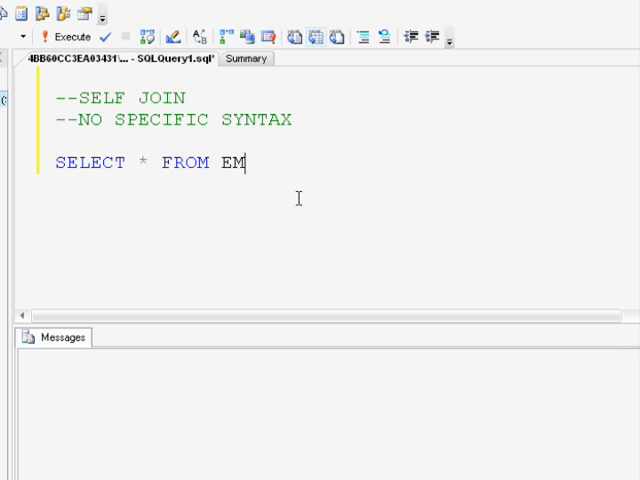 Execute
4BB60CC3EA03431\... - SQLQuery1.sql* Summary
--SELF JOIN
--NO SPECIFIC SYNTAX
SELECT * FROM EM
Messages